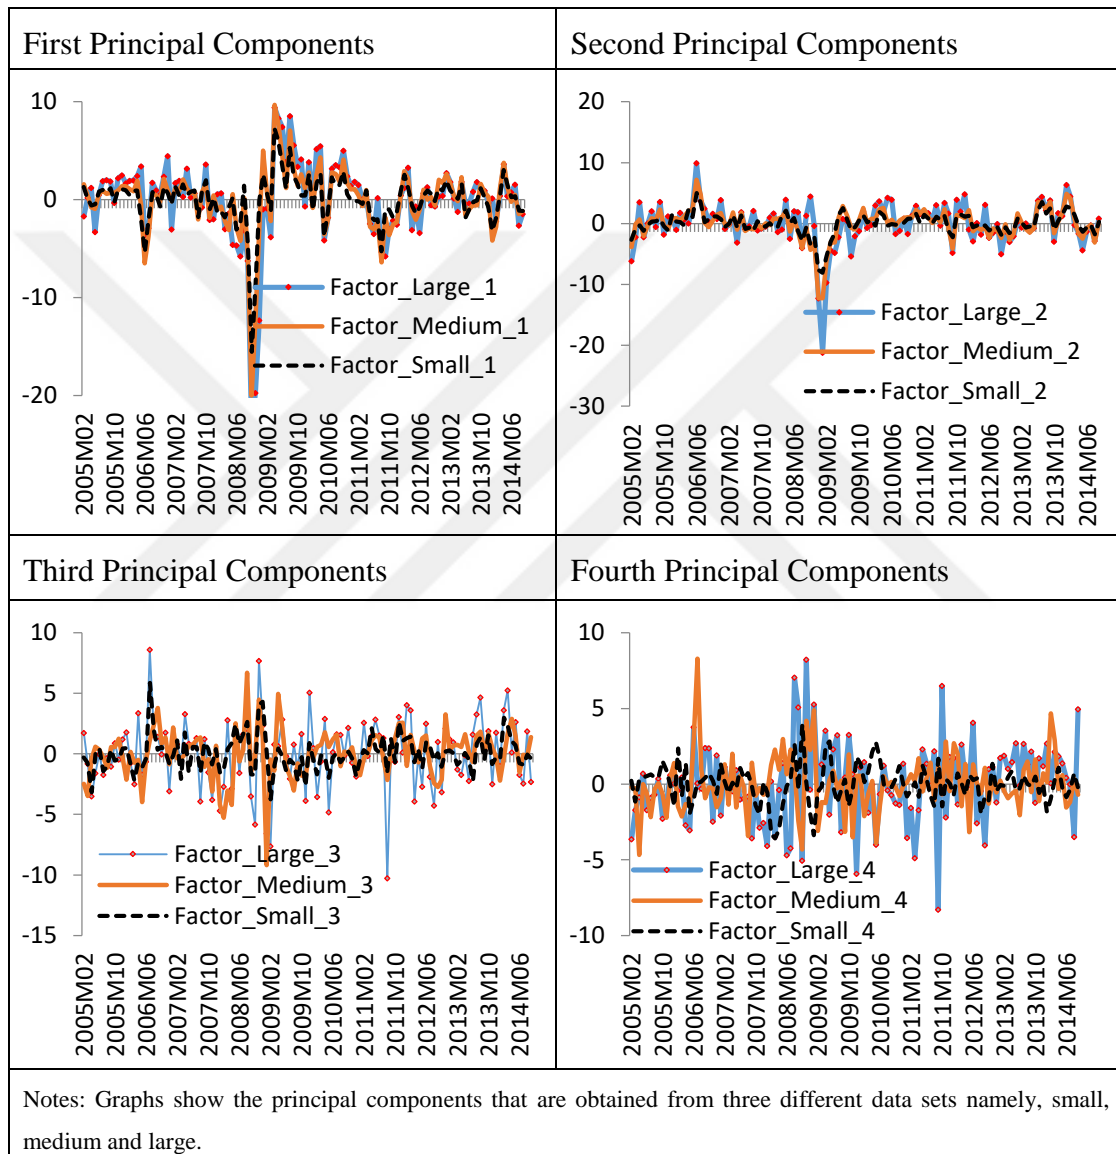 First Principal Components
Second Principal Components
10
0
-10
-20
Factor_Large_1
Factor_Medium_1
Factor_Small_1
2005M02
2005M10
2006M06
2007M02
2007M10
2008M06
2009M02
2009M10
2010M06
2011M02
2011M10
2012M06
2013M02
2013M10
2014M06
20
10
0
-10
-20
-30
Factor_Large_2
Factor_Medium_2
Factor_Small_2
2005M02
2005M10
2006M06
2007M02
2007M10
2008M06
2009M02
2009M10
2010M06
2011M02
2011M10
2012M06
2013M02
2013M10
2014M06
Third Principal Components
Fourth Principal Components
10
5
0
-5
-10
-15
Factor_Large_3
Factor_Medium_3
Factor_Small_3
2005M02
2005M10
2006M06
2007M02
2007M10
2008M06
2009M02
2009M10
2010M06
2011M02
2011M10
2012M06
2013M02
2013M10
2014M06
10
5
0
-5
-10
Factor_Large_4
Factor_Medium_4
Factor_Small_4
2005M02
2005M10
2006M06
2007M02
2007M10
2008M06
2009M02
2009M10
2010M06
2011M02
2011M10
2012M06
2013M02
2013M10
2014M06
Notes: Graphs show the principal components that are obtained from three different data sets namely, small,
medium and large.